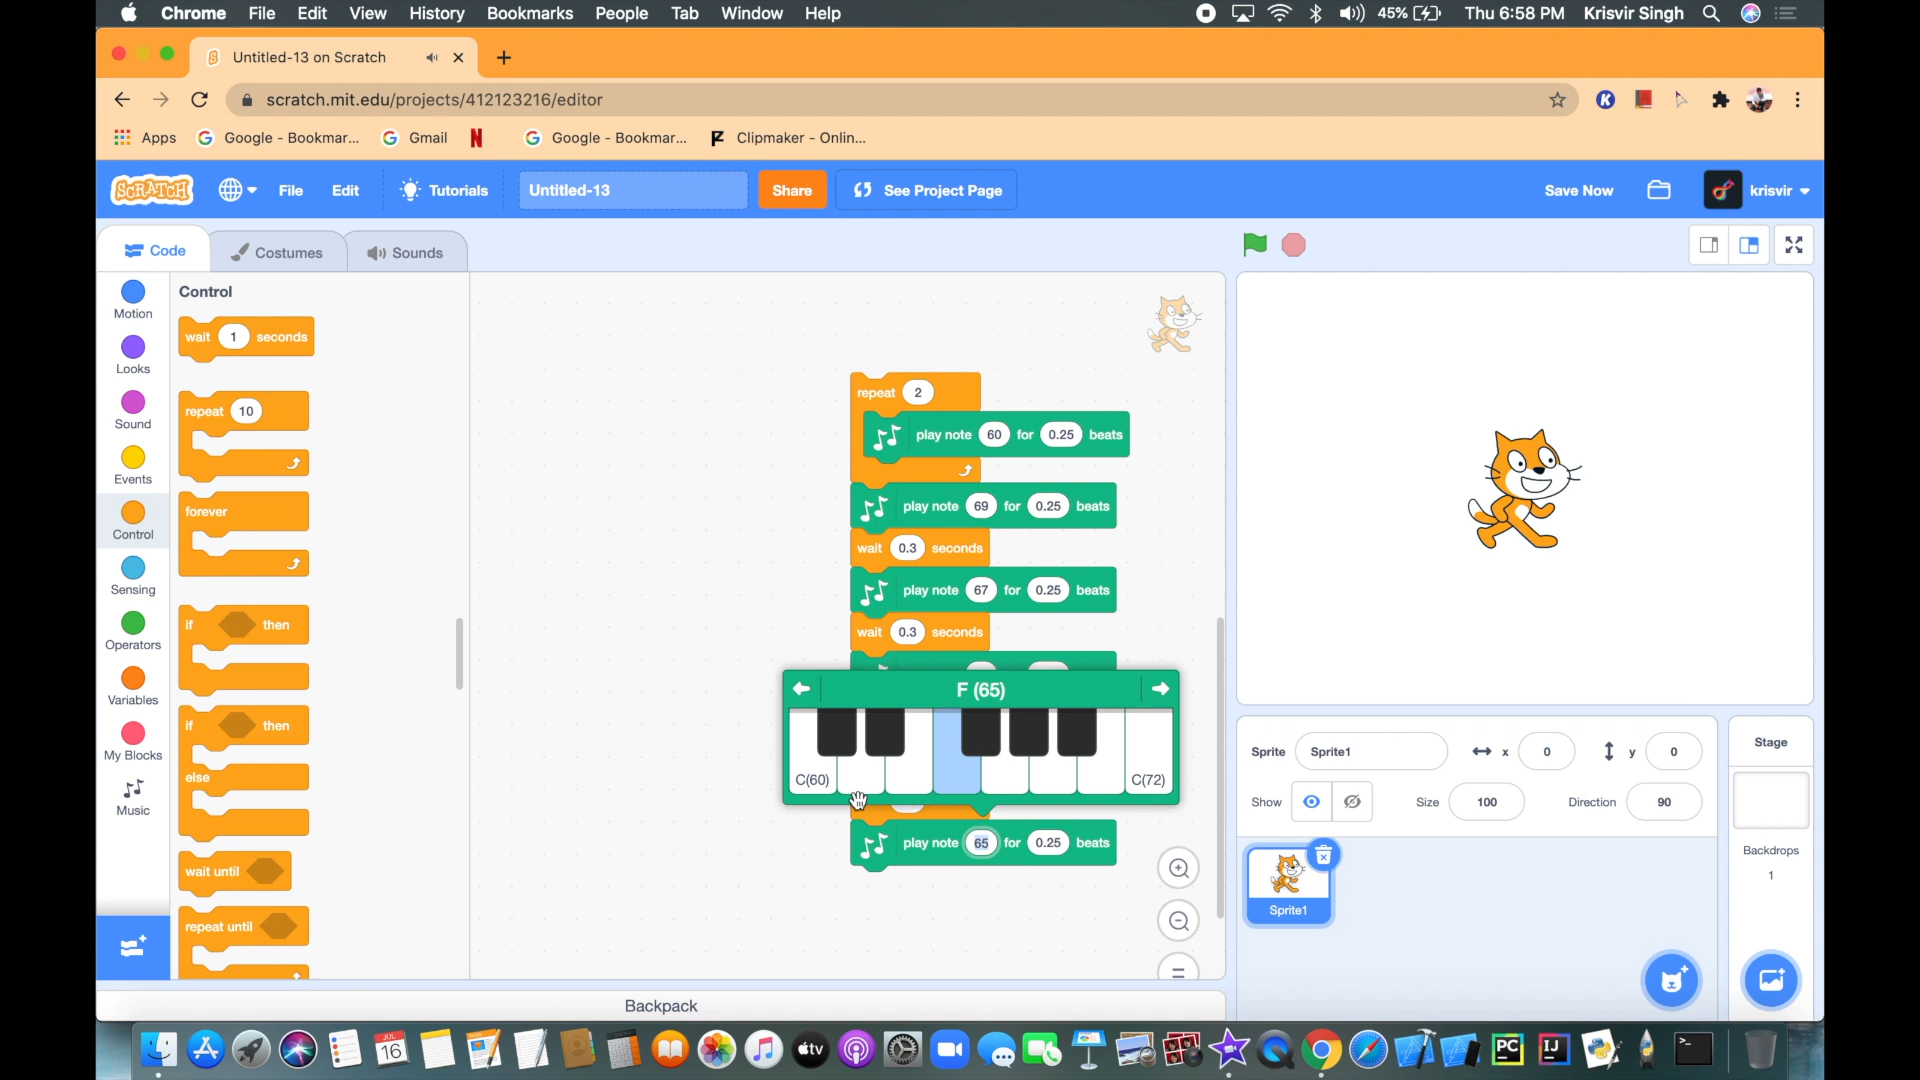 Chrome File Edit View History Bookmarks People Tab Window Help 45% Thu 6:58 PM Krisvir Singh
Untitled-13 on Scratch
scratch.mit.edu/projects/412123216/editor
Apps Google - Bookmar... Gmail Google - Bookmar... Clipmaker - Onlin...
SCRATCH File Edit Tutorials Untitled-13 Share See Project Page Save Now krisvir
Code Costumes Sounds
Motion
Looks
Sound
Events
Control
Sensing
Operators
Variables
My Blocks
Music
Control
wait 1 seconds
repeat 10
forever
if then
if then
else
wait until
repeat until
repeat 2
play note 60 for 0.25 beats
play note 69 for 0.25 beats
wait 0.3 seconds
play note 67 for 0.25 beats
wait 0.3 seconds
F (65)
C(60) C(72)
play note 65 for 0.25 beats
Backpack
Sprite Sprite1 x 0 y 0
Show Size 100 Direction 90
Sprite1
Stage
Backdrops
1
JUL
16
tv
PC
IJ